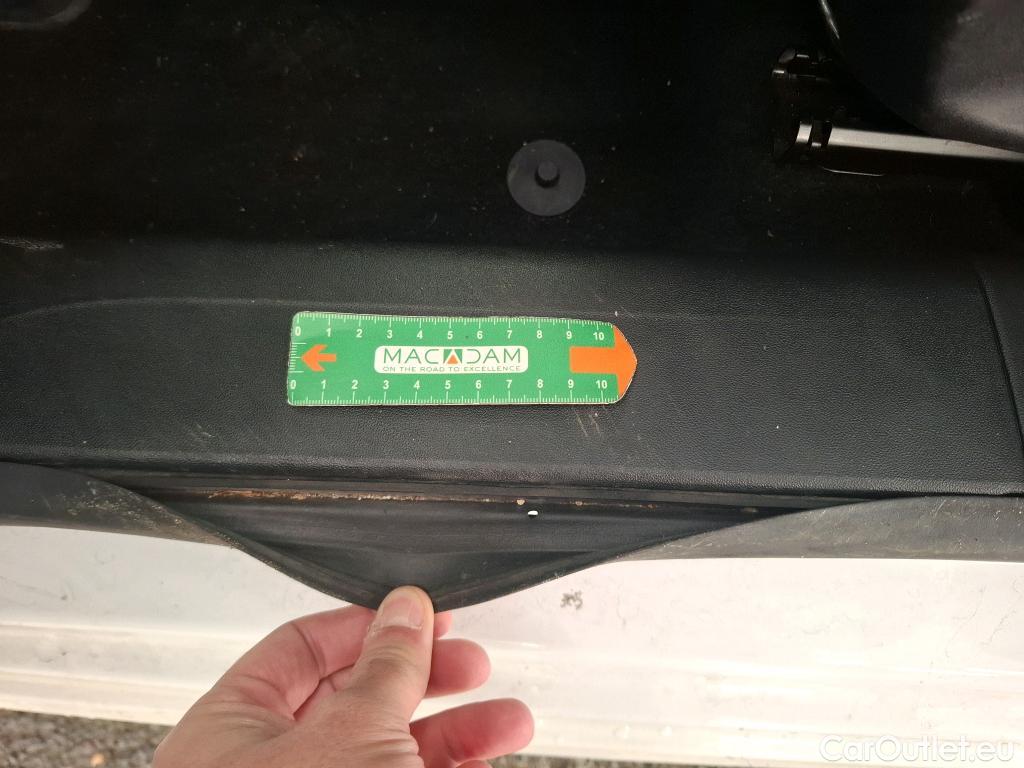 0 1 2 3 4 5 6 7 8 9 10
MACADAM
ON THE ROAD TO EXCELLENCE
0 1 2 3 4 5 6 7 8 9 10
CarOutlet.eu